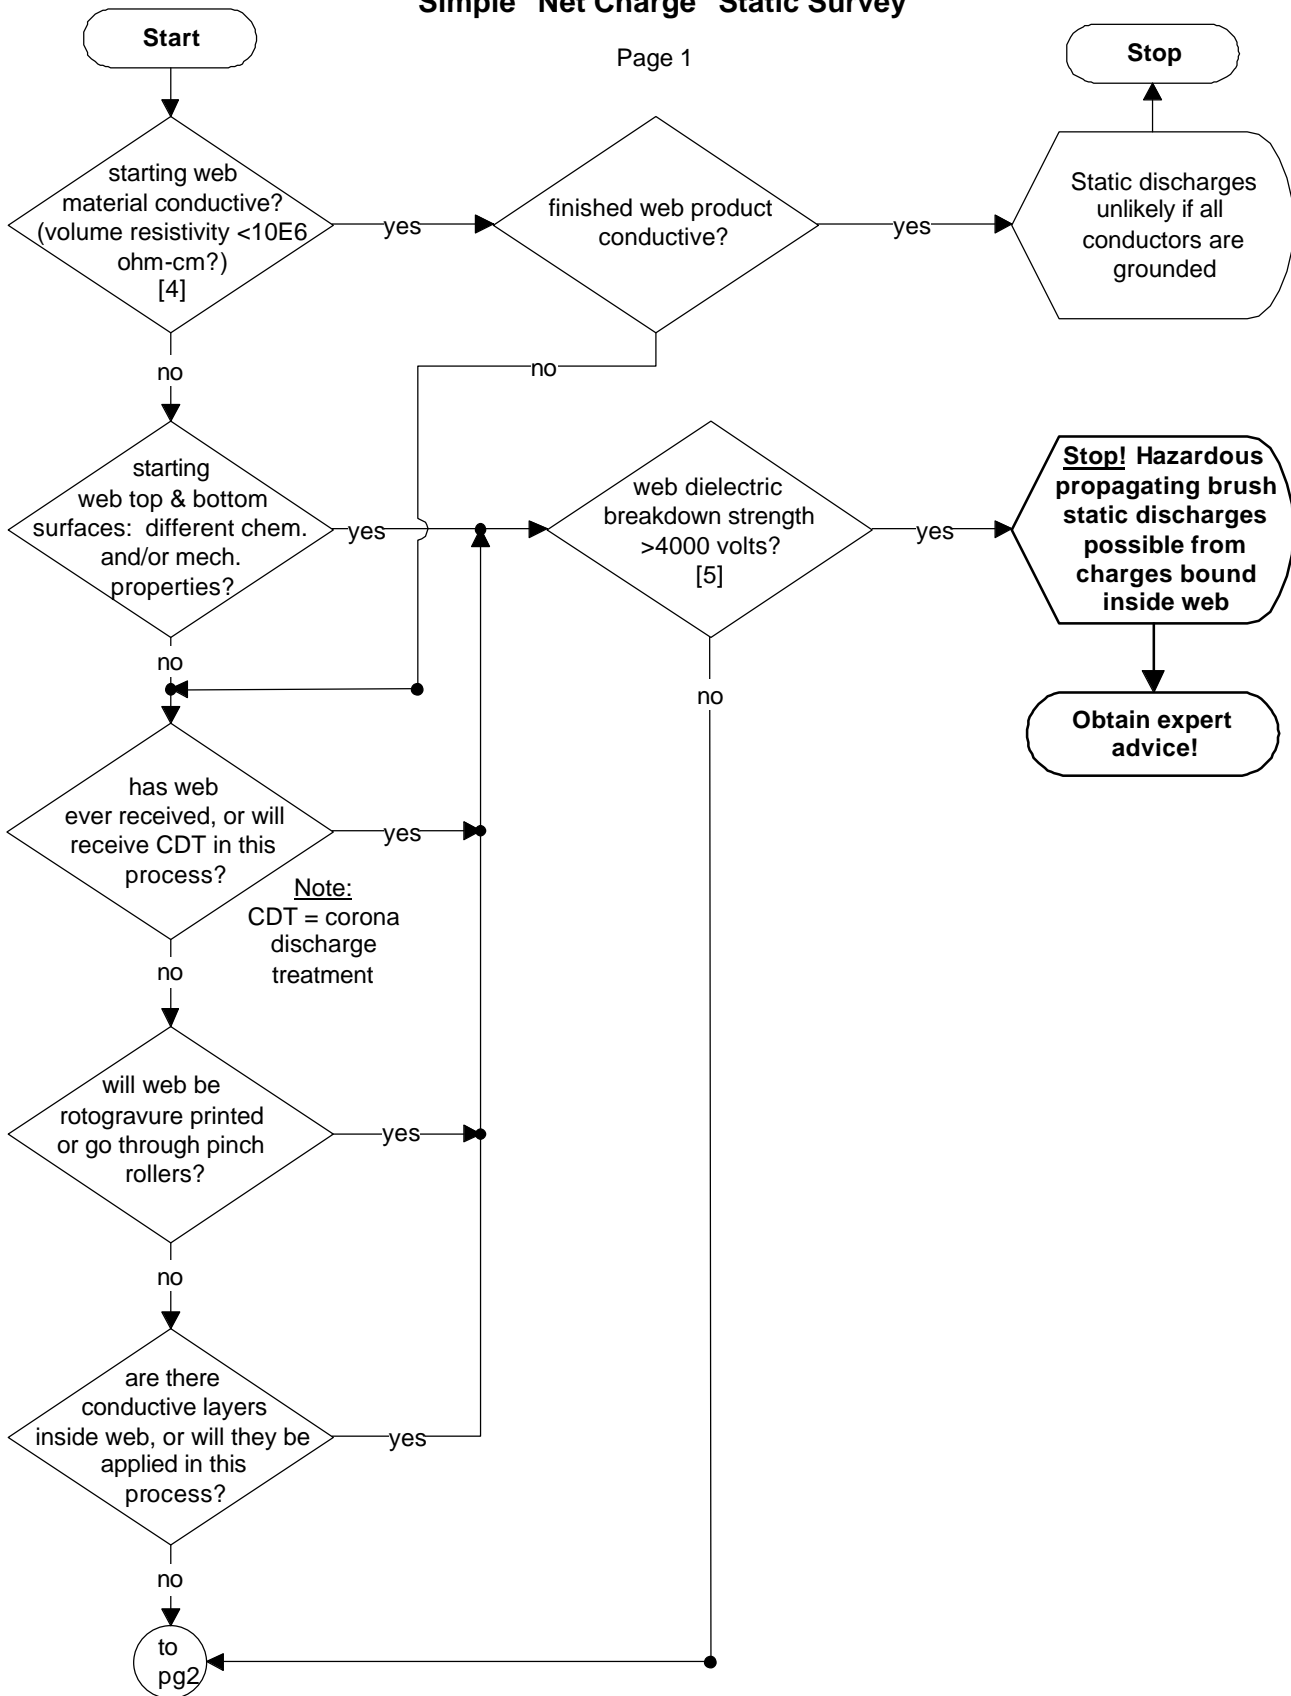 Simple "Net Charge" Static Survey
Page 1
Start
Stop
starting web
material conductive?
(volume resistivity <10E6
ohm-cm?)
[4]
yes
finished web product
conductive?
yes
Static discharges
unlikely if all
conductors are
grounded
no
no
starting
web top & bottom
surfaces: different chem.
and/or mech.
properties?
yes
web dielectric
breakdown strength
>4000 volts?
[5]
yes
Stop! Hazardous
propagating brush
static discharges
possible from
charges bound
inside web
no
no
Obtain expert
advice!
has web
ever received, or will
receive CDT in this
process?
yes
Note:
CDT = corona
discharge
treatment
no
will web be
rotogravure printed
or go through pinch
rollers?
yes
no
are there
conductive layers
inside web, or will they be
applied in this
process?
yes
no
to
pg2